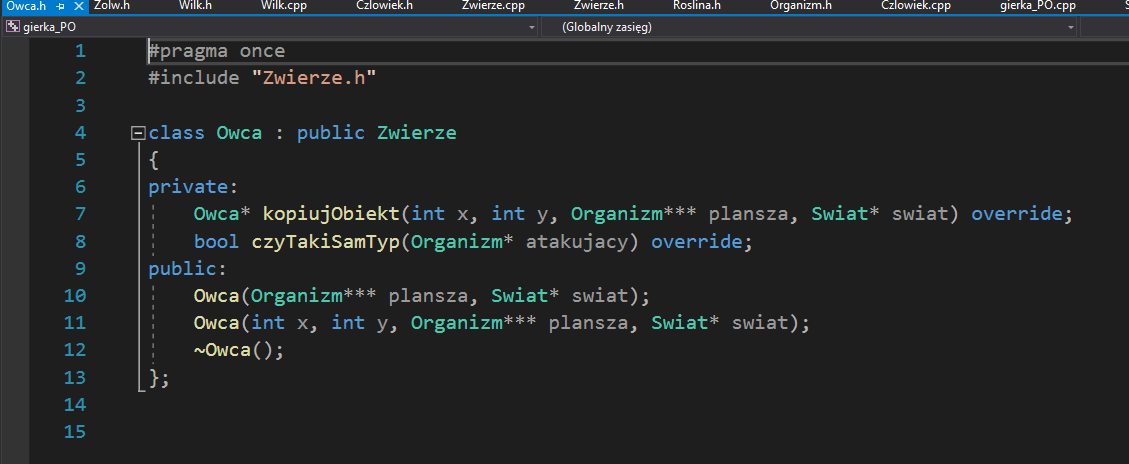 Owca.h Zolw.h Wilk.h Wilk.cpp Czlowiek.h Zwierze.cpp Zwierze.h Roslina.h Organizm.h Czlowiek.cpp gierka_PO.cpp
gierka_PO (Globalny zasięg)
1 #pragma once
2 #include "Zwierze.h"
3
4 class Owca : public Zwierze
5 {
6 private:
7 Owca* kopiujObiekt(int x, int y, Organizm*** plansza, Swiat* swiat) override;
8 bool czyTakiSamTyp(Organizm* atakujacy) override;
9 public:
10 Owca(Organizm*** plansza, Swiat* swiat);
11 Owca(int x, int y, Organizm*** plansza, Swiat* swiat);
12 ~Owca();
13 };
14
15